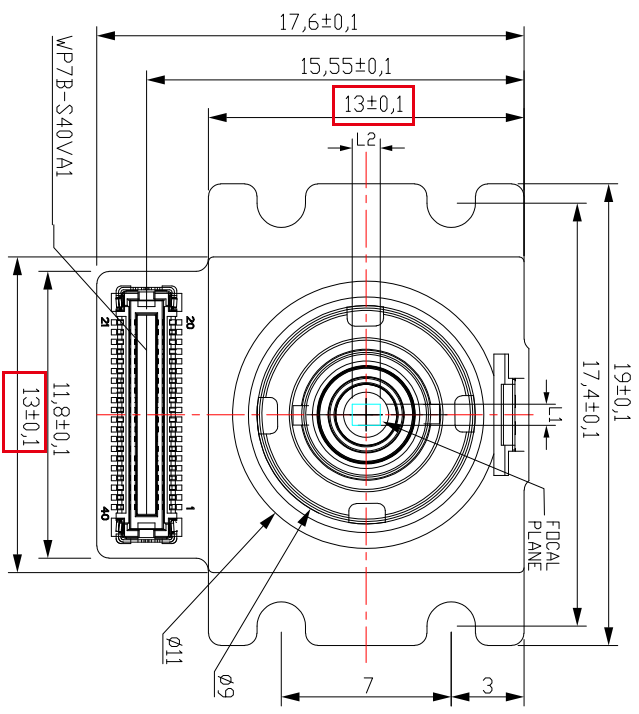 17,6±0,1
15,55±0,1
13±0,1
L2
WP7B-S40VA1
21
20
19±0,1
17,4±0,1
13±0,1
11,8±0,1
L1
40
1
FOCAL
PLANE
Ø11
Ø9
7
3